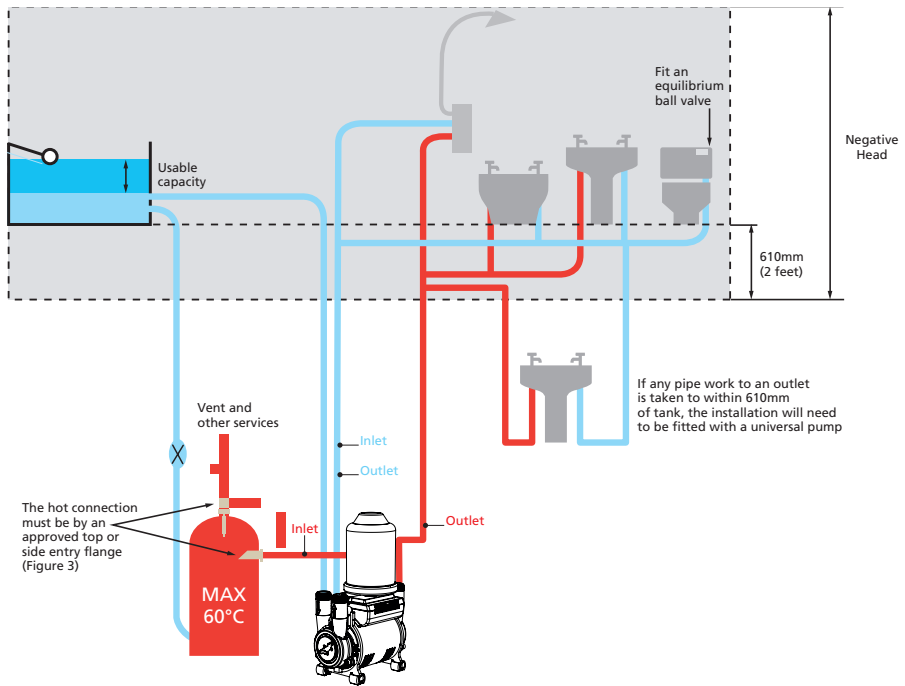 Fit an
equilibrium
ball valve
Negative
Head
Usable
capacity
610mm
(2 feet)
If any pipe work to an outlet
is taken to within 610mm
of tank, the installation will need
to be fitted with a universal pump
Vent and
other services
Inlet
Outlet
The hot connection
must be by an
approved top or
side entry flange
(Figure 3)
Inlet
Outlet
MAX
60°C